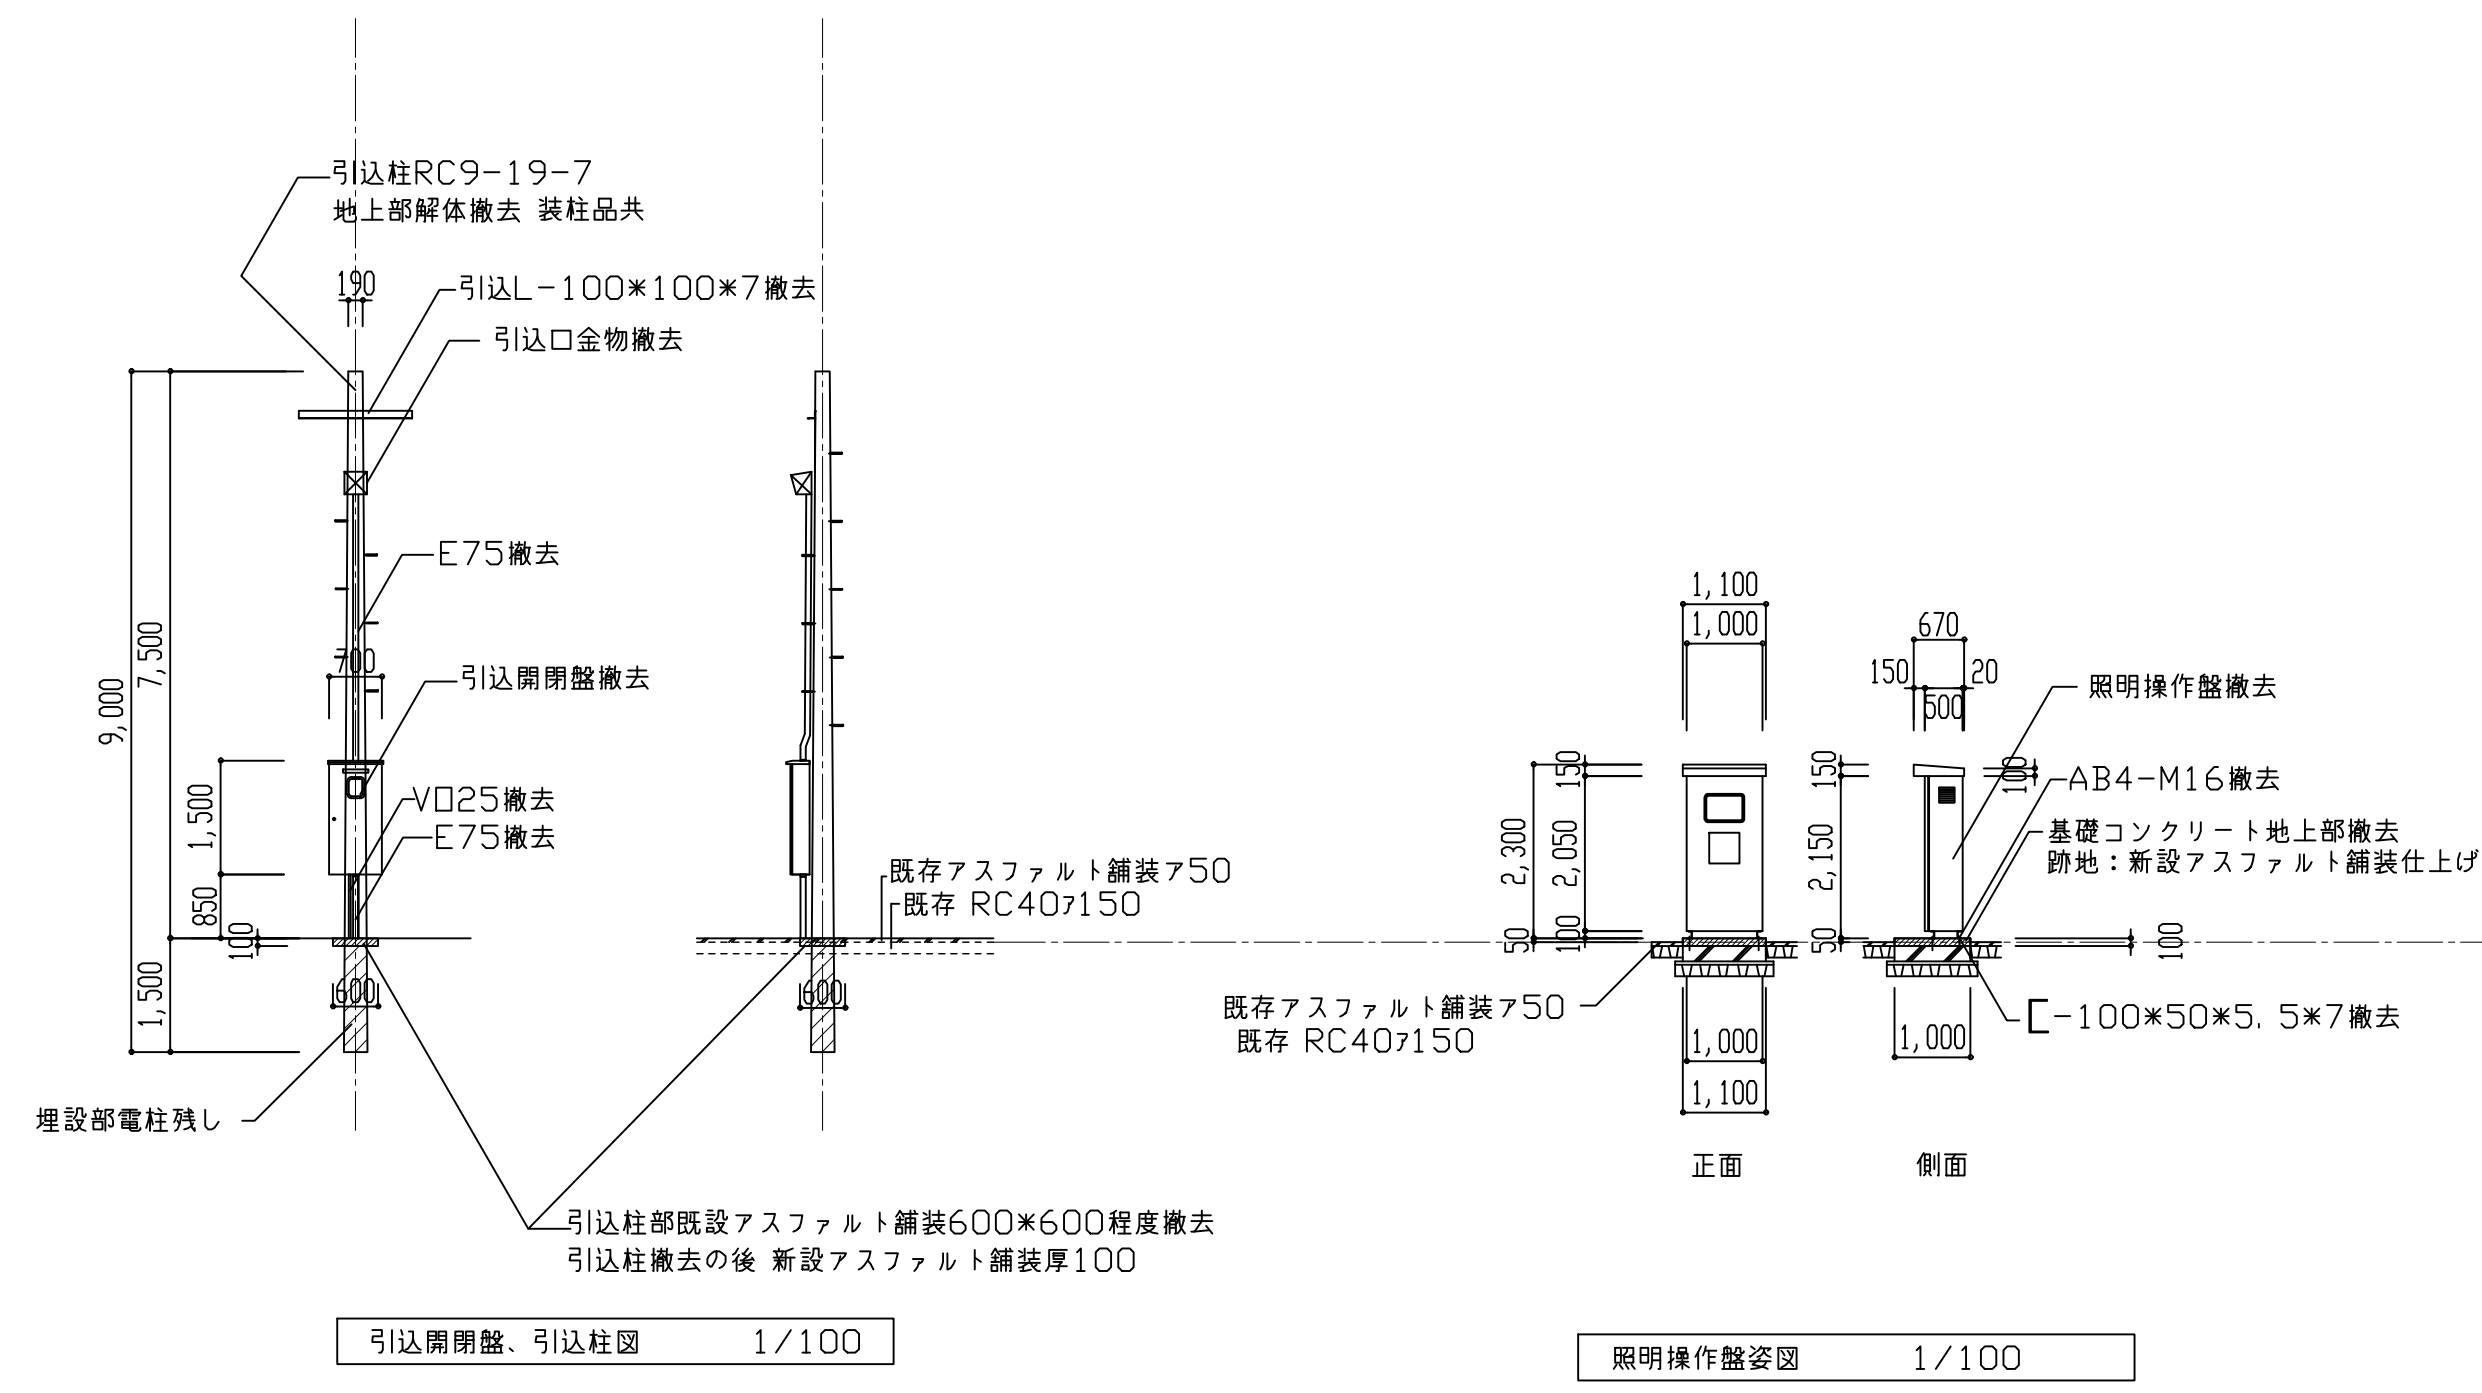 引込柱RC9-19-7
地上部解体撤去 装柱品共
190
引込L-100*100*7撤去
引込口金物撤去
E75撤去
9,000
7,500
700
引込開閉盤撤去
1,500
850
100
VO25撤去
E75撤去
既存アスファルト舗装ア50
既存 RC40ｱ150
1,500
600
600
埋設部電柱残し
引込柱部既設アスファルト舗装600*600程度撤去
引込柱撤去の後 新設アスファルト舗装厚100
引込開閉盤、引込柱図 1/100
1,100
1,000
670
150
20
500
照明操作盤撤去
150
150
100
AB4-M16撤去
2,300
2,050
2,150
基礎コンクリート地上部撤去
跡地：新設アスファルト舗装仕上げ
50
100
50
100
既存アスファルト舗装ア50
既存 RC40ｱ150
[-100*50*5.5*7撤去
1,000
1,000
1,100
正面
側面
照明操作盤姿図 1/100